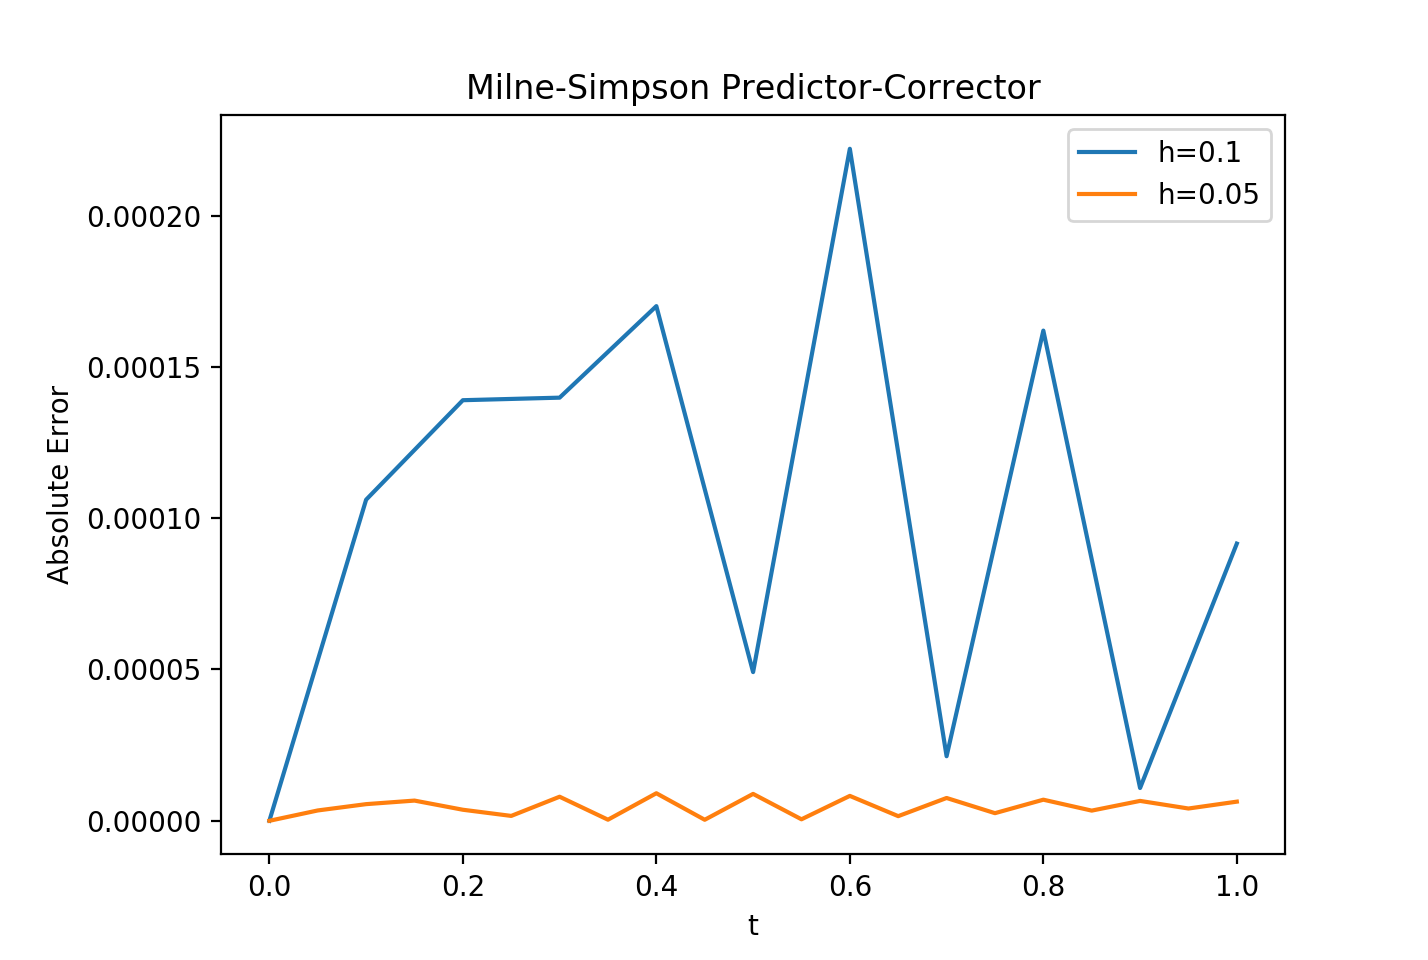 Milne-Simpson Predictor-Corrector
h=0.1
h=0.05
Absolute Error
0.00020
0.00015
0.00010
0.00005
0.00000
0.0 0.2 0.4 0.6 0.8 1.0
t